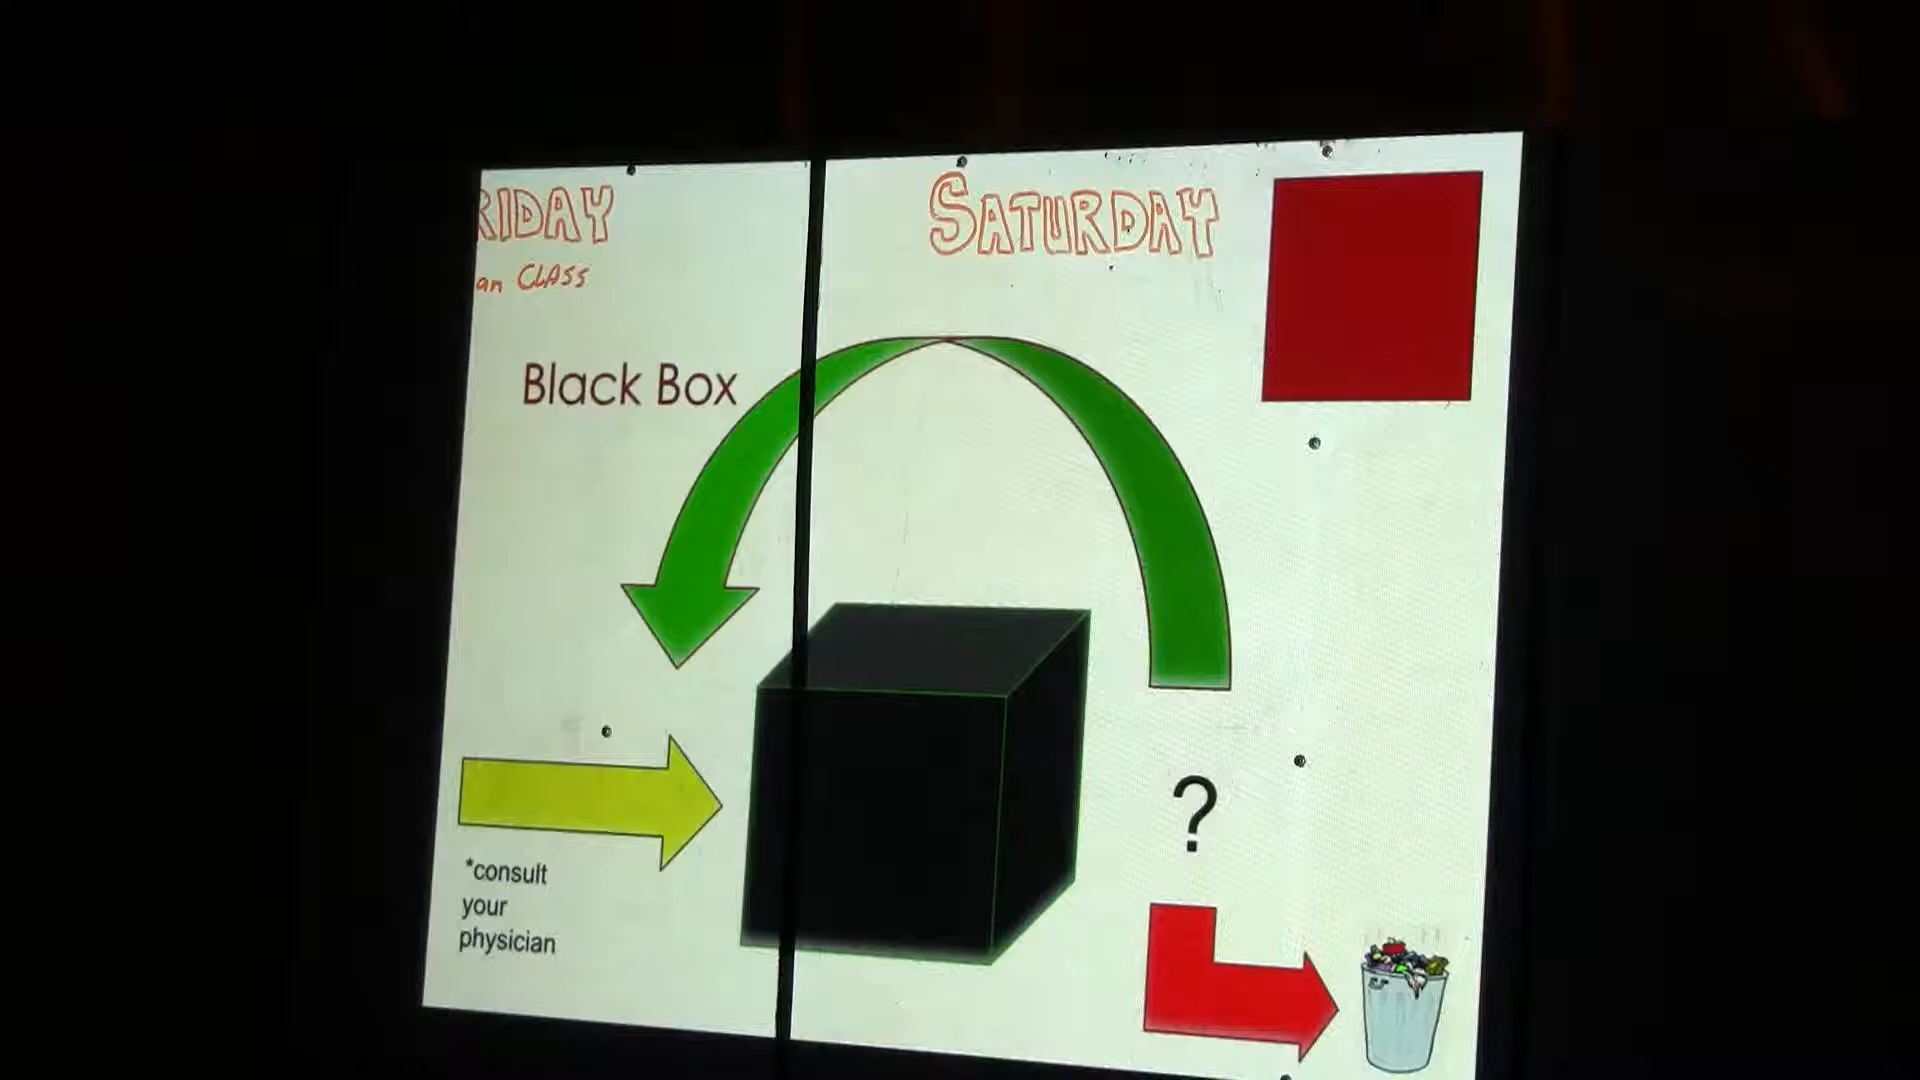 RIDAY
SATURDAY
an CLASS
Black Box
?
*consult
your
physician